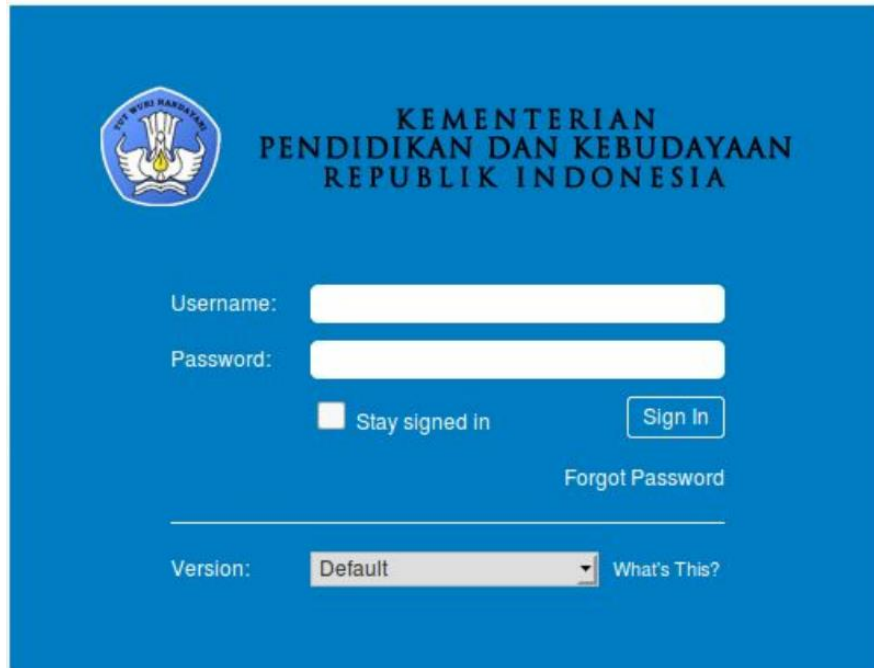 TUT WURI HANDAYANI
KEMENTERIAN
PENDIDIKAN DAN KEBUDAYAAN
REPUBLIK INDONESIA
Username:
Password:
Stay signed in
Sign In
Forgot Password
Version:
Default
What's This?